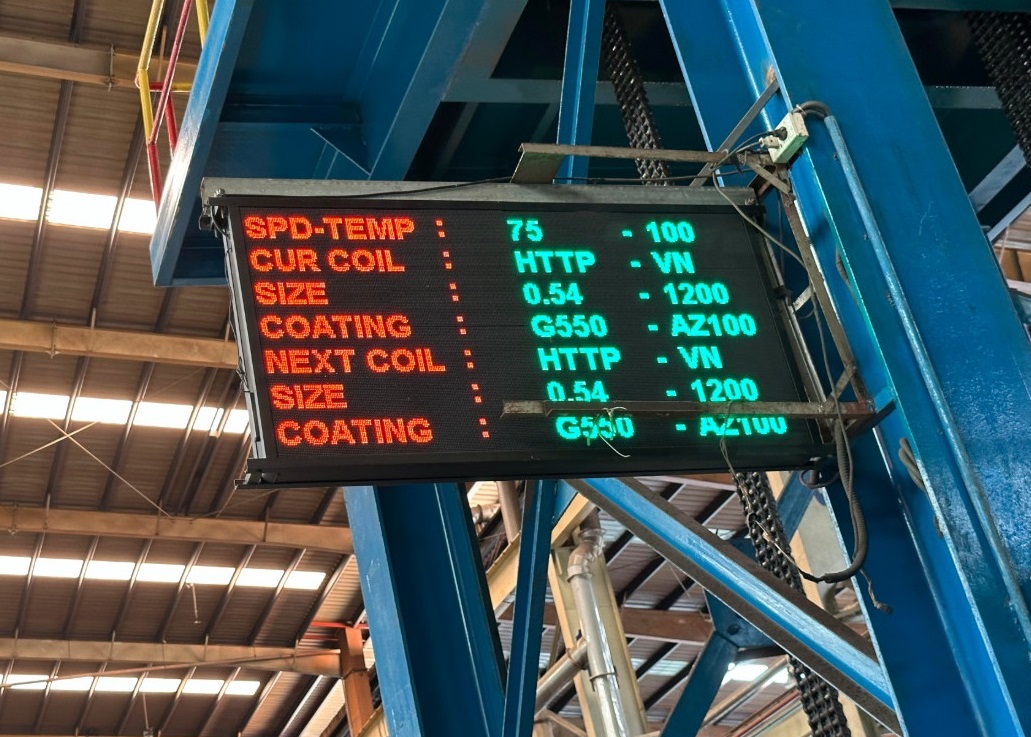 SPD-TEMP : 75 - 100
CUR COIL : HTTP - VN
SIZE : 0.54 - 1200
COATING : G550 - AZ100
NEXT COIL : HTTP - VN
SIZE : 0.54 - 1200
COATING : G550 - AZ100